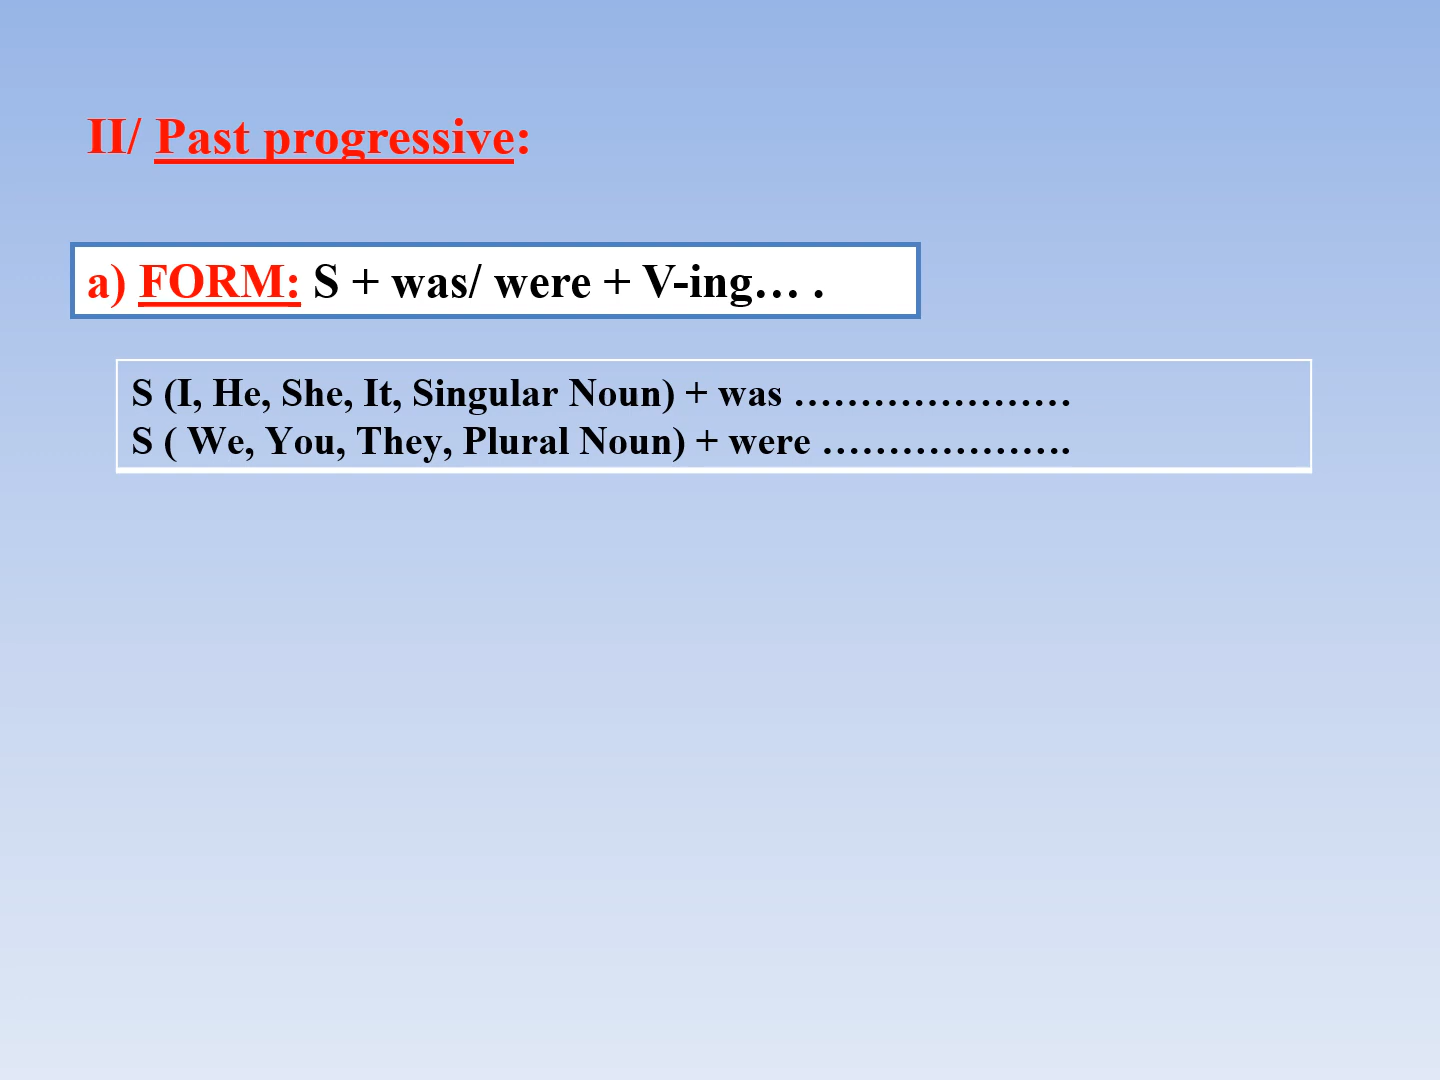 II/ Past progressive:
a) FORM: S + was/ were + V-ing… .
S (I, He, She, It, Singular Noun) + was …………………
S ( We, You, They, Plural Noun) + were ……………….